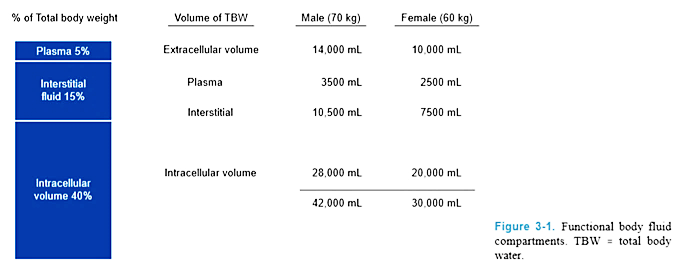 % of Total body weight Volume of TBW Male (70 kg) Female (60 kg)
Plasma 5% Extracellular volume 14,000 mL 10,000 mL
Interstitial
fluid 15%
Plasma 3500 mL 2500 mL
Interstitial 10,500 mL 7500 mL
Intracellular
volume 40%
Intracellular volume 28,000 mL 20,000 mL
42,000 mL 30,000 mL
Figure 3-1. Functional body fluid
compartments. TBW = total body
water.